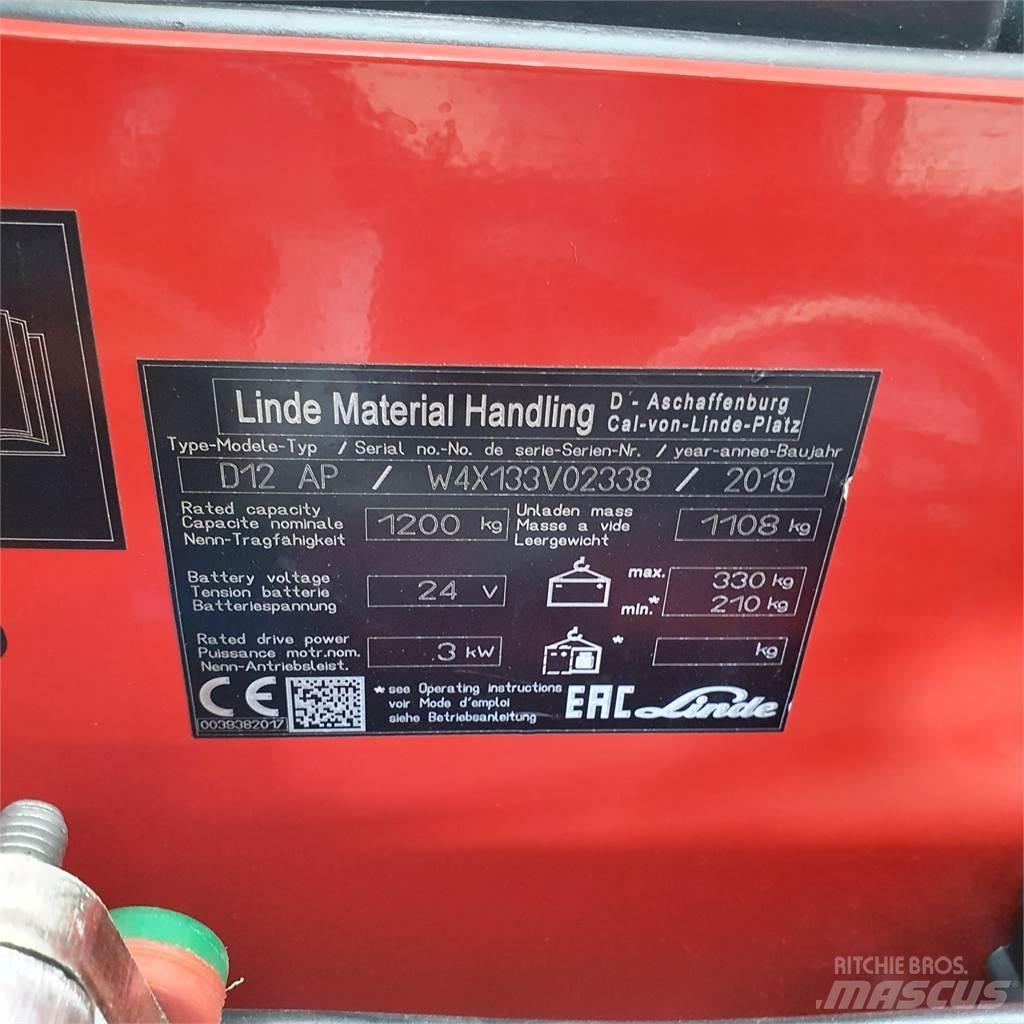 Linde Material Handling D - Aschaffenburg
Cal-von-Linde-Platz
Type-Modele-Typ / Serial no.-No. de serie-Serien-Nr. / year-annee-Baujahr
D12 AP / W4X133V02338 / 2019
Rated capacity
Capacite nominale
Nenn-Tragfähigkeit
1200 kg
Unladen mass
Masse a vide
Leergewicht
1108 kg
Battery voltage
Tension batterie
Batteriespannung
24 V
max. 330 kg
min.* 210 kg
Rated drive power
Puissance motr.nom.
Nenn-Antriebsleist.
3 kW
* kg
CE
0039382017
*see Operating instructions
voir Mode d'emploi
siehe Betriebsanleitung
EAC Linde
RITCHIE BROS.
MASCUS